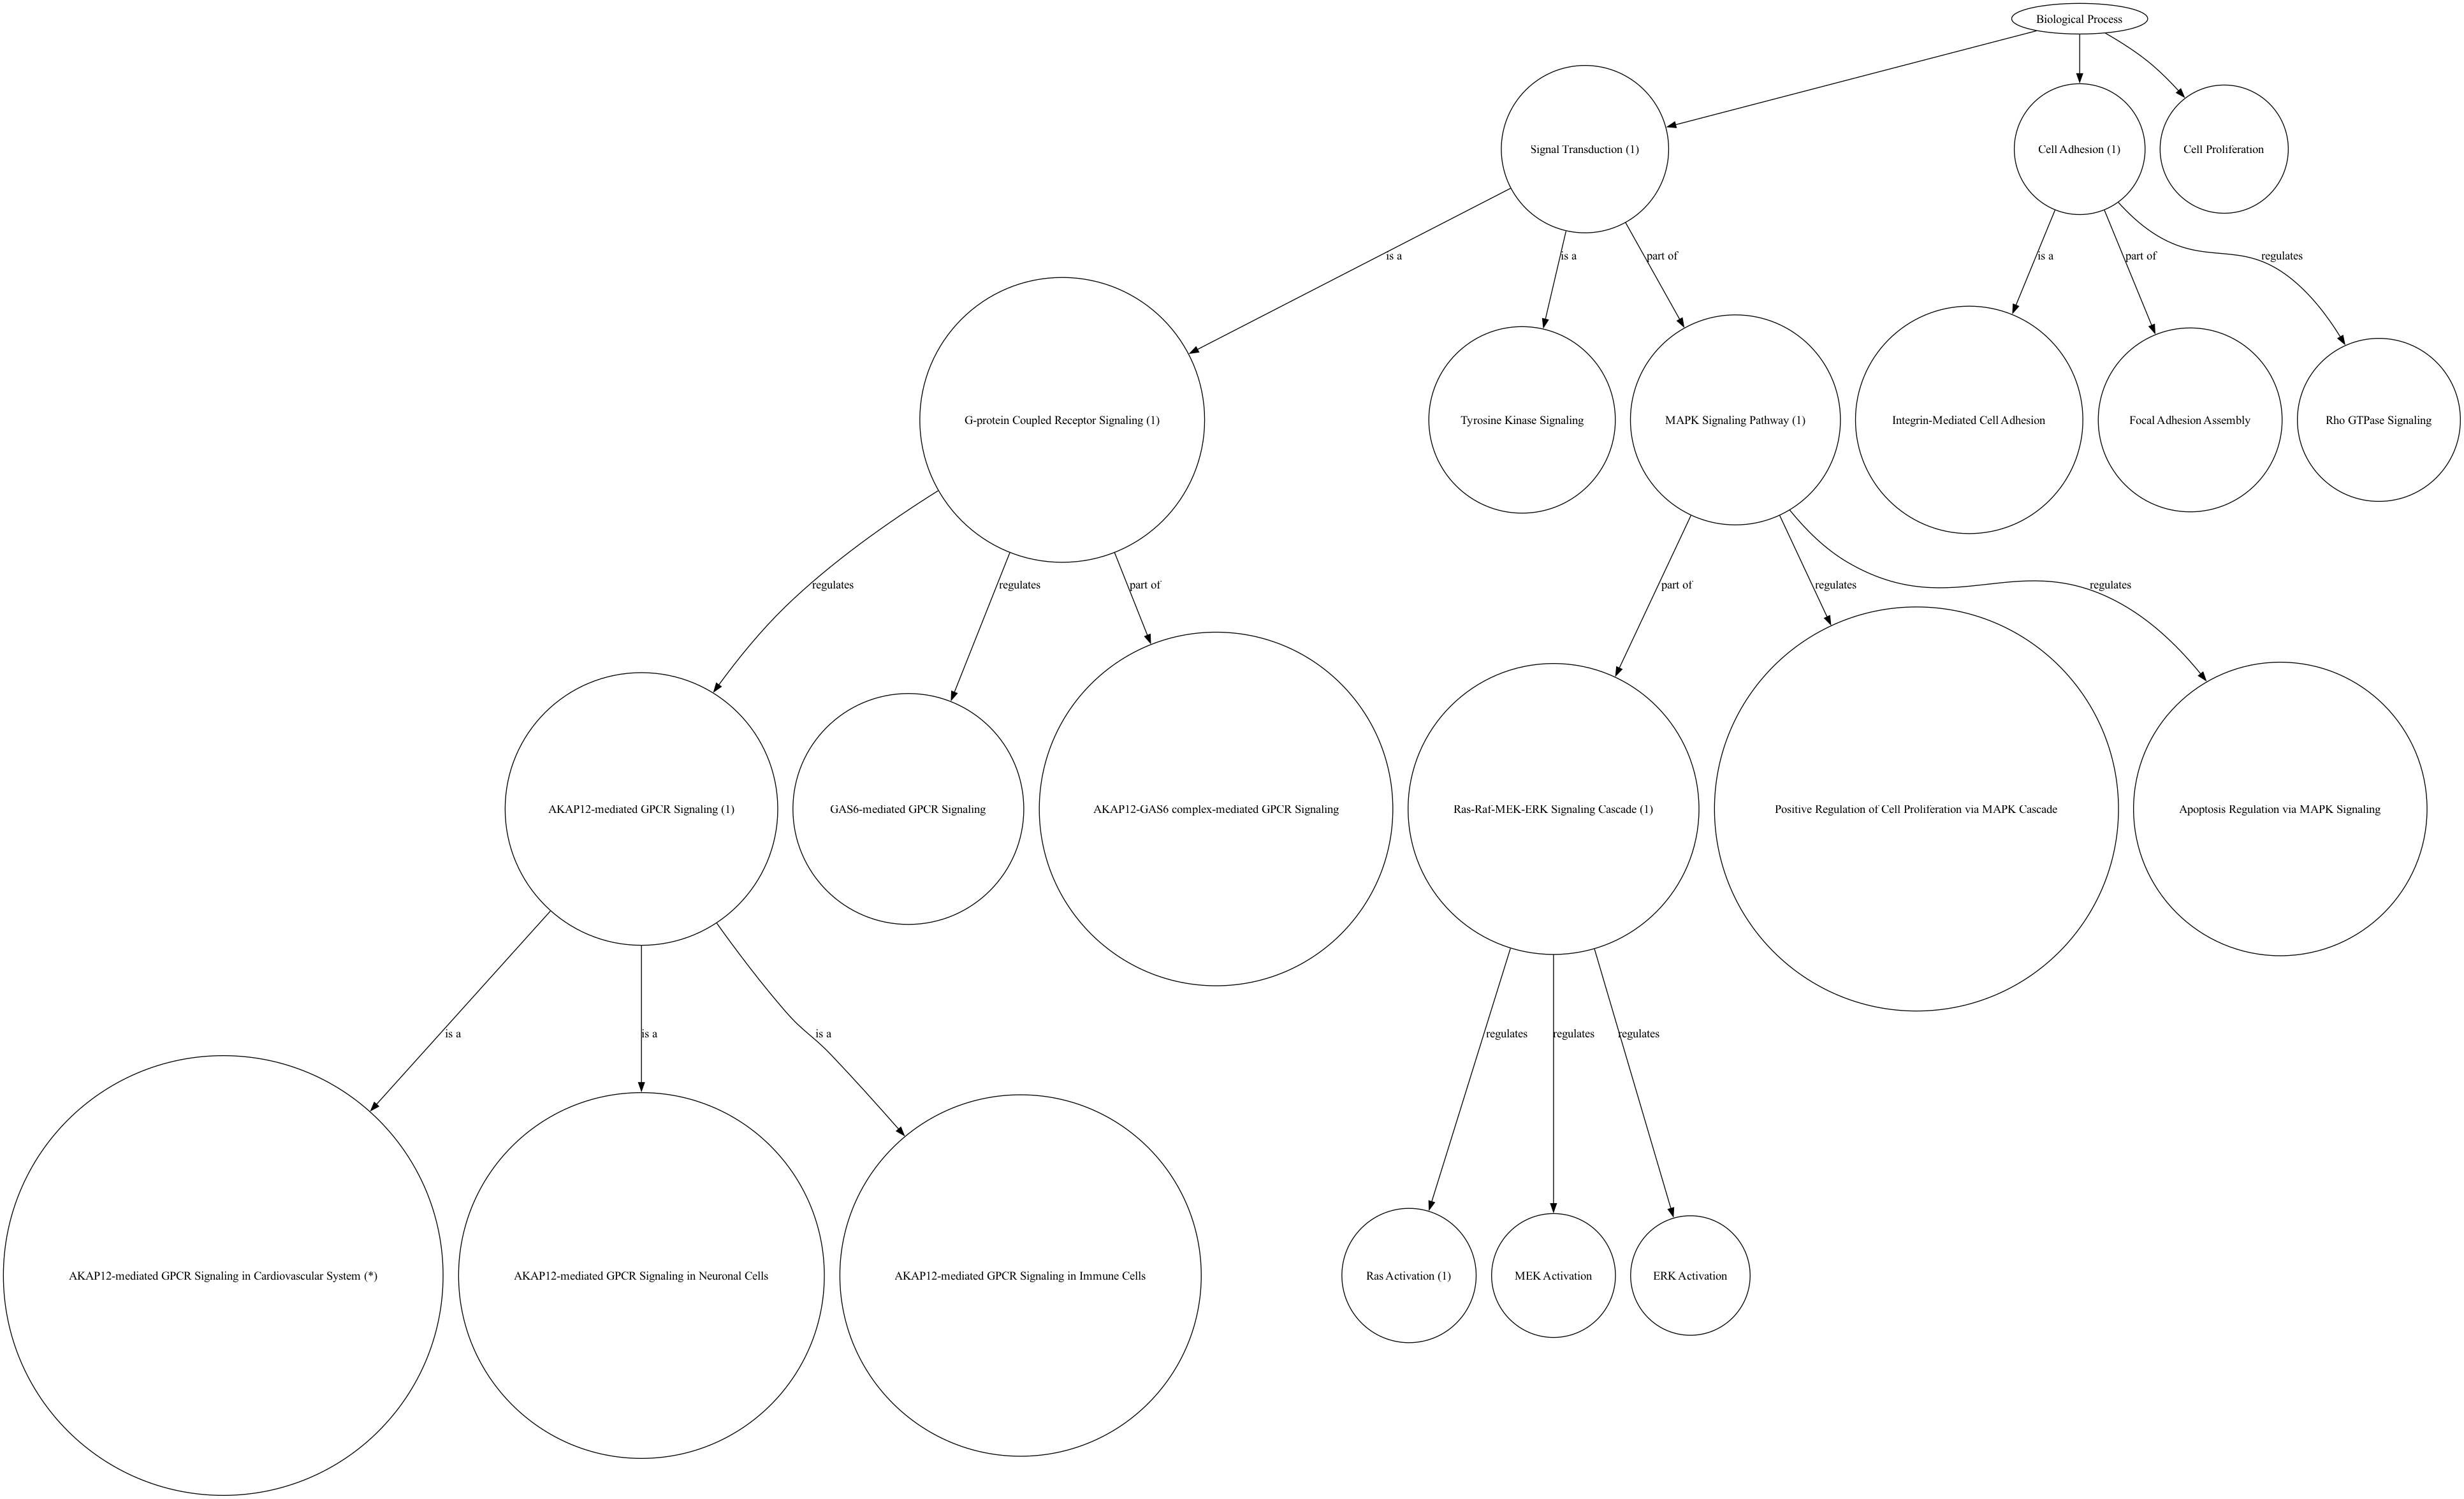 Biological Process
Signal Transduction (1)
Cell Adhesion (1)
Cell Proliferation
is a
is a
part of
is a
part of
regulates
G-protein Coupled Receptor Signaling (1)
Tyrosine Kinase Signaling
MAPK Signaling Pathway (1)
Integrin-Mediated Cell Adhesion
Focal Adhesion Assembly
Rho GTPase Signaling
regulates
regulates
part of
part of
regulates
regulates
AKAP12-mediated GPCR Signaling (1)
GAS6-mediated GPCR Signaling
AKAP12-GAS6 complex-mediated GPCR Signaling
Ras-Raf-MEK-ERK Signaling Cascade (1)
Positive Regulation of Cell Proliferation via MAPK Cascade
Apoptosis Regulation via MAPK Signaling
is a
is a
is a
regulates
regulates
regulates
AKAP12-mediated GPCR Signaling in Cardiovascular System (*)
AKAP12-mediated GPCR Signaling in Neuronal Cells
AKAP12-mediated GPCR Signaling in Immune Cells
Ras Activation (1)
MEK Activation
ERK Activation